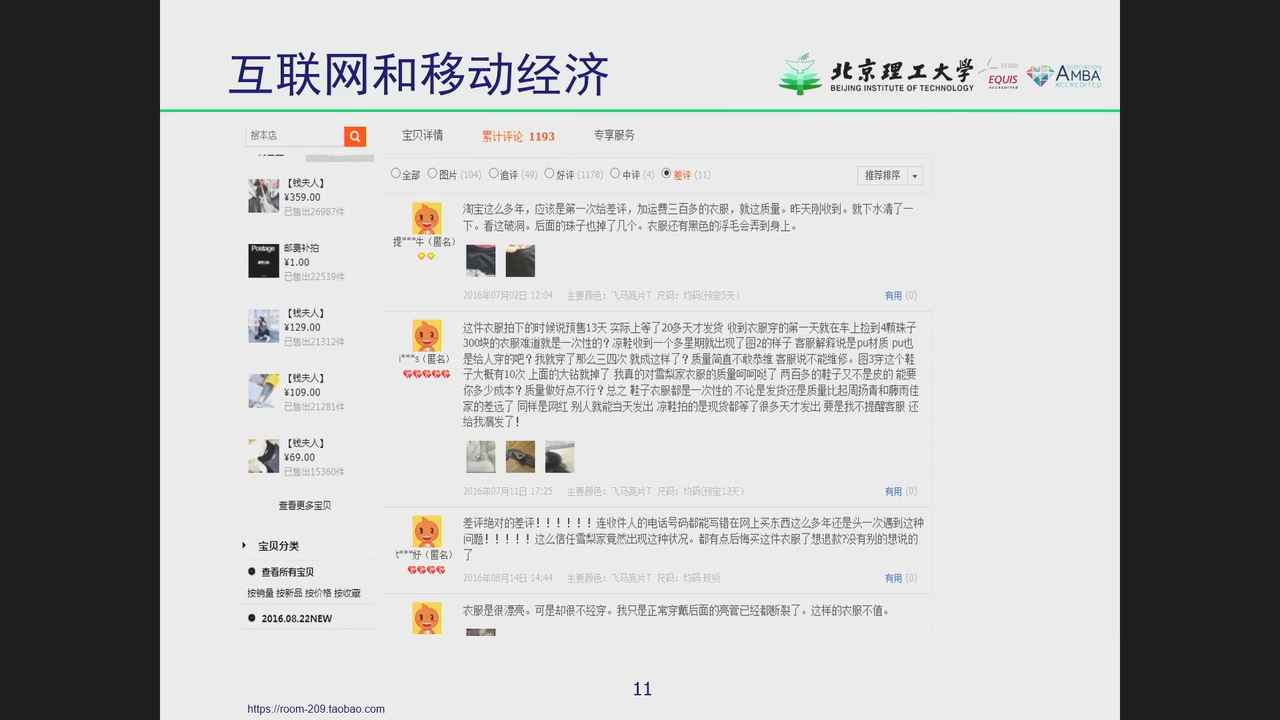 互联网和移动经济
北京理工大学
BEIJING INSTITUTE OF TECHNOLOGY
EFMD
EQUIS
ACCREDITED
ASSOCIATION
AMBA
ACCREDITED
搜本店
宝贝详情
累计评论 1193
专享服务
全部 图片 (104) 追评 (49) 好评 (1178) 中评 (4) 差评 (11)
推荐排序
【钱夫人】
¥359.00
已售出26987件
Postage
邮费补拍
¥1.00
已售出22539件
【钱夫人】
¥129.00
已售出21312件
【钱夫人】
¥109.00
已售出21281件
【钱夫人】
¥69.00
已售出15360件
查看更多宝贝
宝贝分类
查看所有宝贝
按销量 按新品 按价格 按收藏
2016.08.22NEW
提***牛（匿名）
淘宝这么多年，应该是第一次给差评，加运费三百多的衣服，就这质量。昨天刚收到。就下水清了一
下。看这破洞。后面的珠子也掉了几个。衣服还有黑色的浮毛会弄到身上。
2016年07月02日 12:04 主要颜色：飞马亮片T 尺码：均码(预定5天）
有用 (0)
i***s（匿名）
这件衣服拍下的时候说预售13天 实际上等了20多天才发货 收到衣服穿的第一天就在车上捡到4颗珠子
300块的衣服难道就是一次性的？凉鞋收到一个多星期就出现了图2的样子 客服解释说是pu材质 pu也
是给人穿的吧？我就穿了那么三四次 就成这样了？质量简直不敢恭维 客服说不能维修。图3穿这个鞋
子大概有10次 上面的大钻就掉了 我真的对雪梨家衣服的质量呵呵哒了 两百多的鞋子又不是皮的 能要
你多少成本？质量做好点不行？总之 鞋子衣服都是一次性的 不论是发货还是质量比起周扬青和藤雨佳
家的差远了 同样是网红 别人就能当天发出 凉鞋拍的是现货都等了很多天才发出 要是我不提醒客服 还
给我漏发了！
2016年07月11日 17:25 主要颜色：飞马亮片T 尺码：均码(预定13天）
有用 (0)
t***好（匿名）
差评绝对的差评！！！！！！连收件人的电话号码都能写错在网上买东西这么多年还是头一次遇到这种
问题！！！！！这么信任雪梨家竟然出现这种状况。都有点后悔买这件衣服了想退款?没有别的想说的
了
2016年08月14日 14:44 主要颜色：飞马亮片T 尺码：均码 现货
有用 (0)
衣服是很漂亮。可是却很不经穿。我只是正常穿戴后面的亮管已经都断裂了。这样的衣服不值。
11
https://room-209.taobao.com